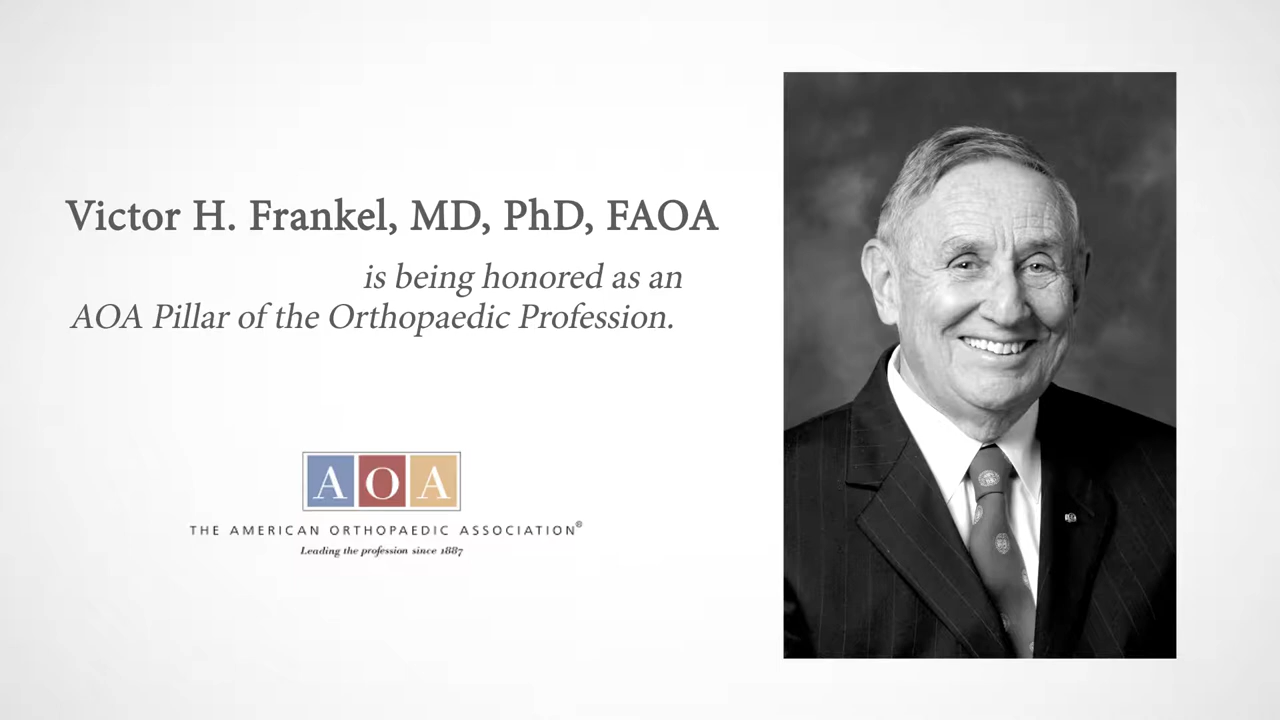 Victor H. Frankel, MD, PhD, FAOA
is being honored as an
AOA Pillar of the Orthopaedic Profession.
AOA
THE AMERICAN ORTHOPAEDIC ASSOCIATION®
Leading the profession since 1887